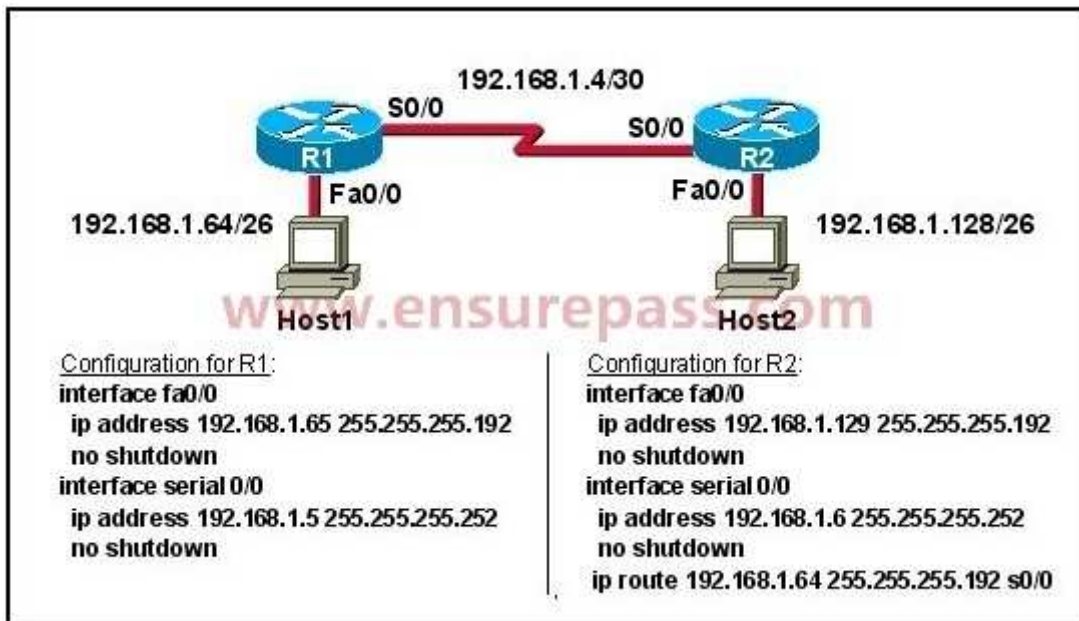 192.168.1.4/30
S0/0
S0/0
R1
R2
Fa0/0
Fa0/0
192.168.1.64/26
192.168.1.128/26
www.ensurepass.com
Host1
Host2
Configuration for R1:
interface fa0/0
ip address 192.168.1.65 255.255.255.192
no shutdown
interface serial 0/0
ip address 192.168.1.5 255.255.255.252
no shutdown
Configuration for R2:
interface fa0/0
ip address 192.168.1.129 255.255.255.192
no shutdown
interface serial 0/0
ip address 192.168.1.6 255.255.255.252
no shutdown
ip route 192.168.1.64 255.255.255.192 s0/0